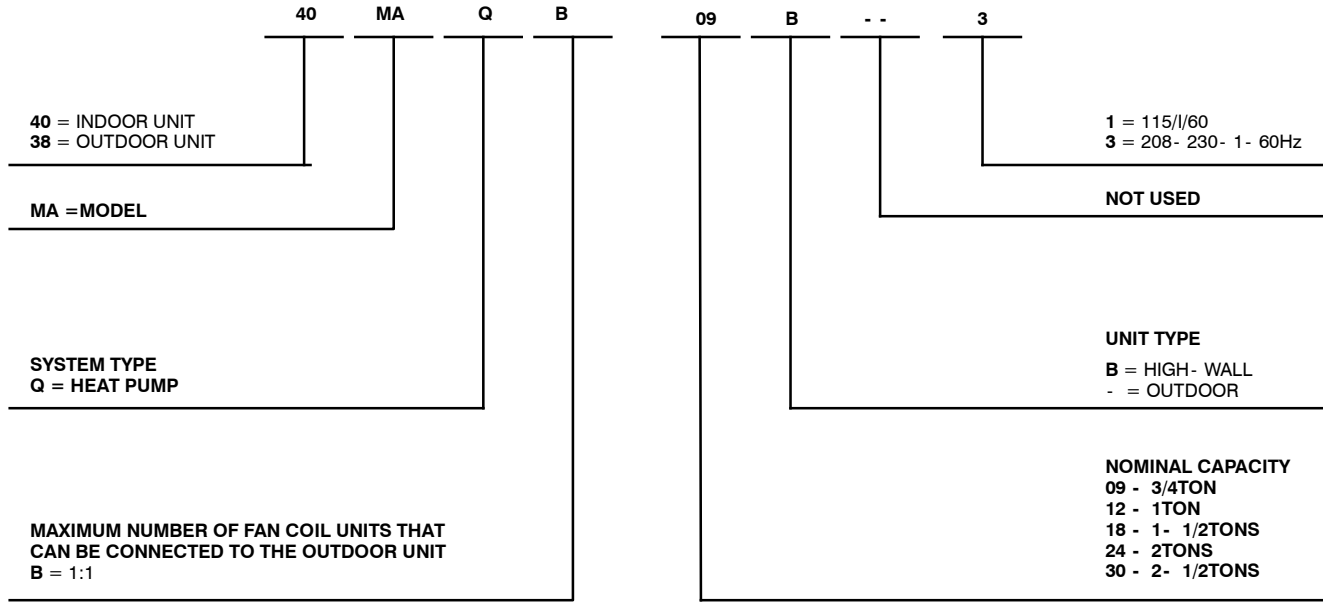 40 MA Q B 09 B - - 3
40 = INDOOR UNIT
38 = OUTDOOR UNIT
MA =MODEL
SYSTEM TYPE
Q = HEAT PUMP
MAXIMUM NUMBER OF FAN COIL UNITS THAT
CAN BE CONNECTED TO THE OUTDOOR UNIT
B = 1:1
1 = 115/I/60
3 = 208- 230- 1- 60Hz
NOT USED
UNIT TYPE
B = HIGH- WALL
- = OUTDOOR
NOMINAL CAPACITY
09 - 3/4TON
12 - 1TON
18 - 1- 1/2TONS
24 - 2TONS
30 - 2- 1/2TONS